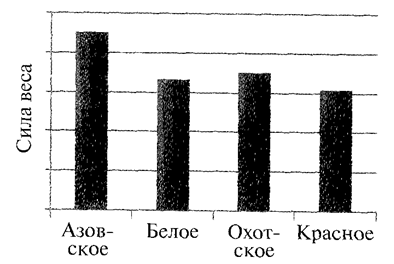 Сила веса
Азов-
ское
Белое
Охот-
ское
Красное